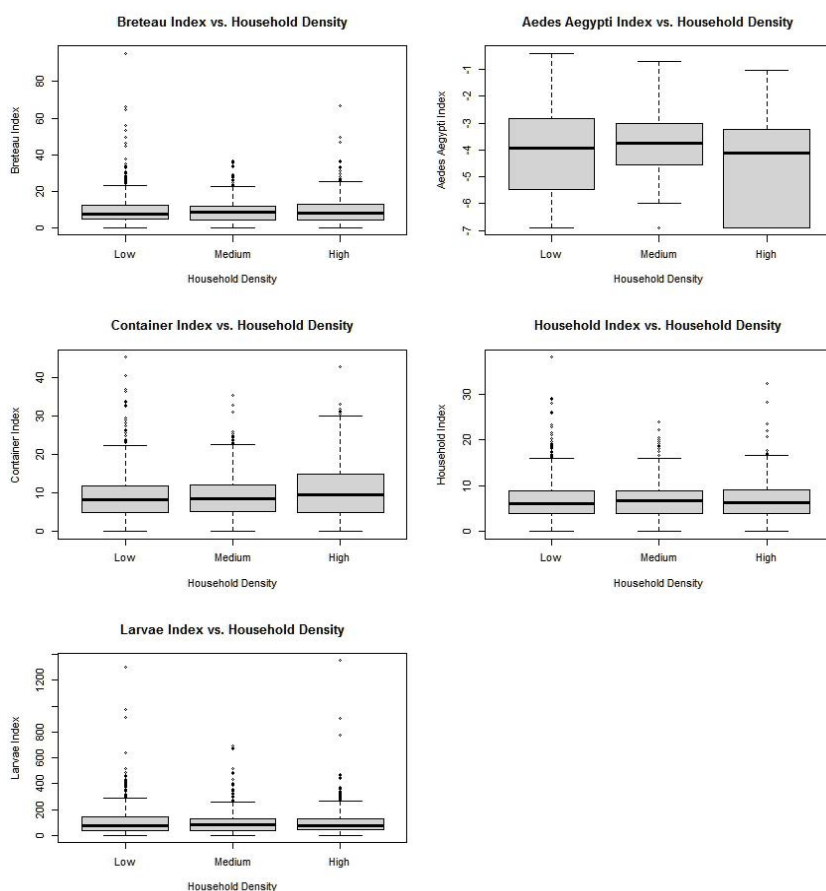 Breteau Index vs. Household Density
Breteau Index
80
60
40
20
0
Low Medium High
Household Density
Aedes Aegypti Index vs. Household Density
Aedes Aegypti Index
-1
-2
-3
-4
-5
-6
-7
Low Medium High
Household Density
Container Index vs. Household Density
Container Index
40
30
20
10
0
Low Medium High
Household Density
Household Index vs. Household Density
Household Index
30
20
10
0
Low Medium High
Household Density
Larvae Index vs. Household Density
Larvae Index
1200
800
600
400
200
0
Low Medium High
Household Density